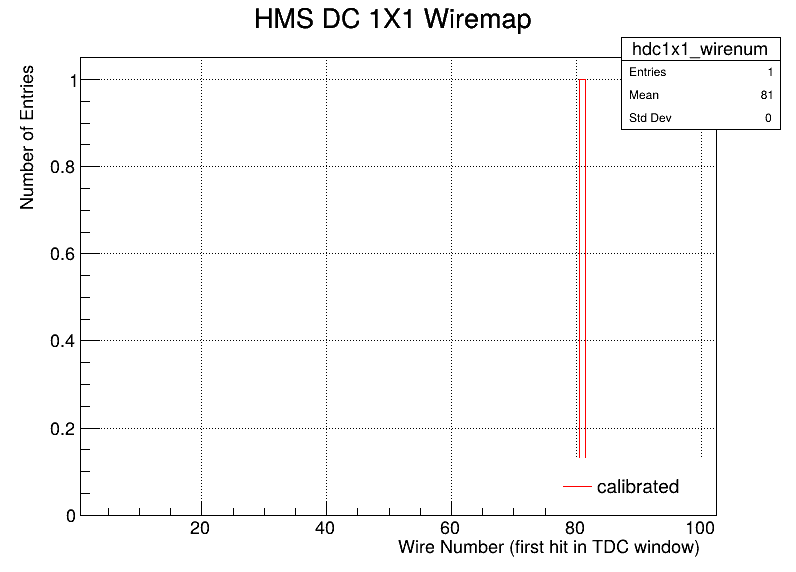 HMS DC 1X1 Wiremap
hdc1x1_wirenum
Entries 1
Mean 81
Std Dev 0
Number of Entries
1
0.8
0.6
0.4
0.2
0
calibrated
20 40 60 80 100
Wire Number (first hit in TDC window)